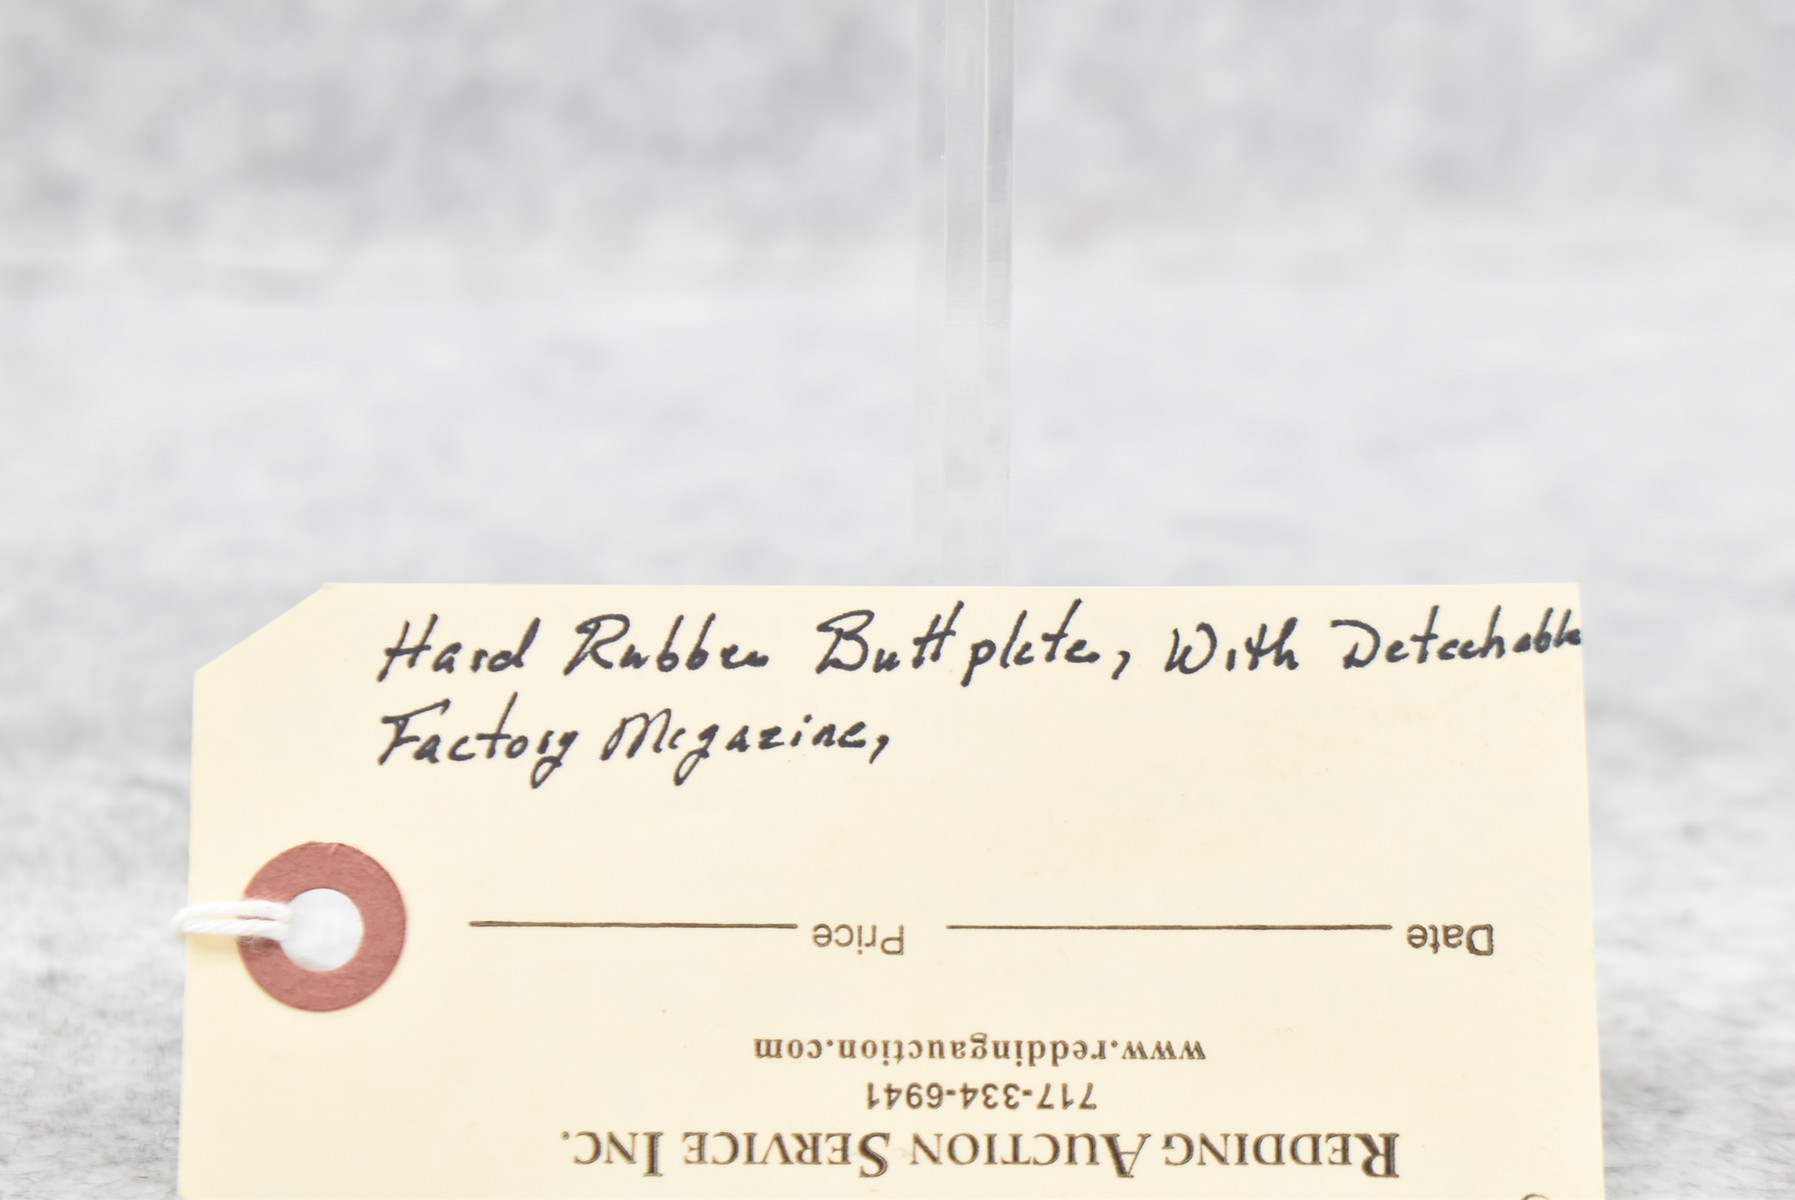 Hard Rubber Buttplate, With Detachable
Factory Magazine,
Price
Date
www.reddingauction.com
717-334-6941
REDDING AUCTION SERVICE INC.